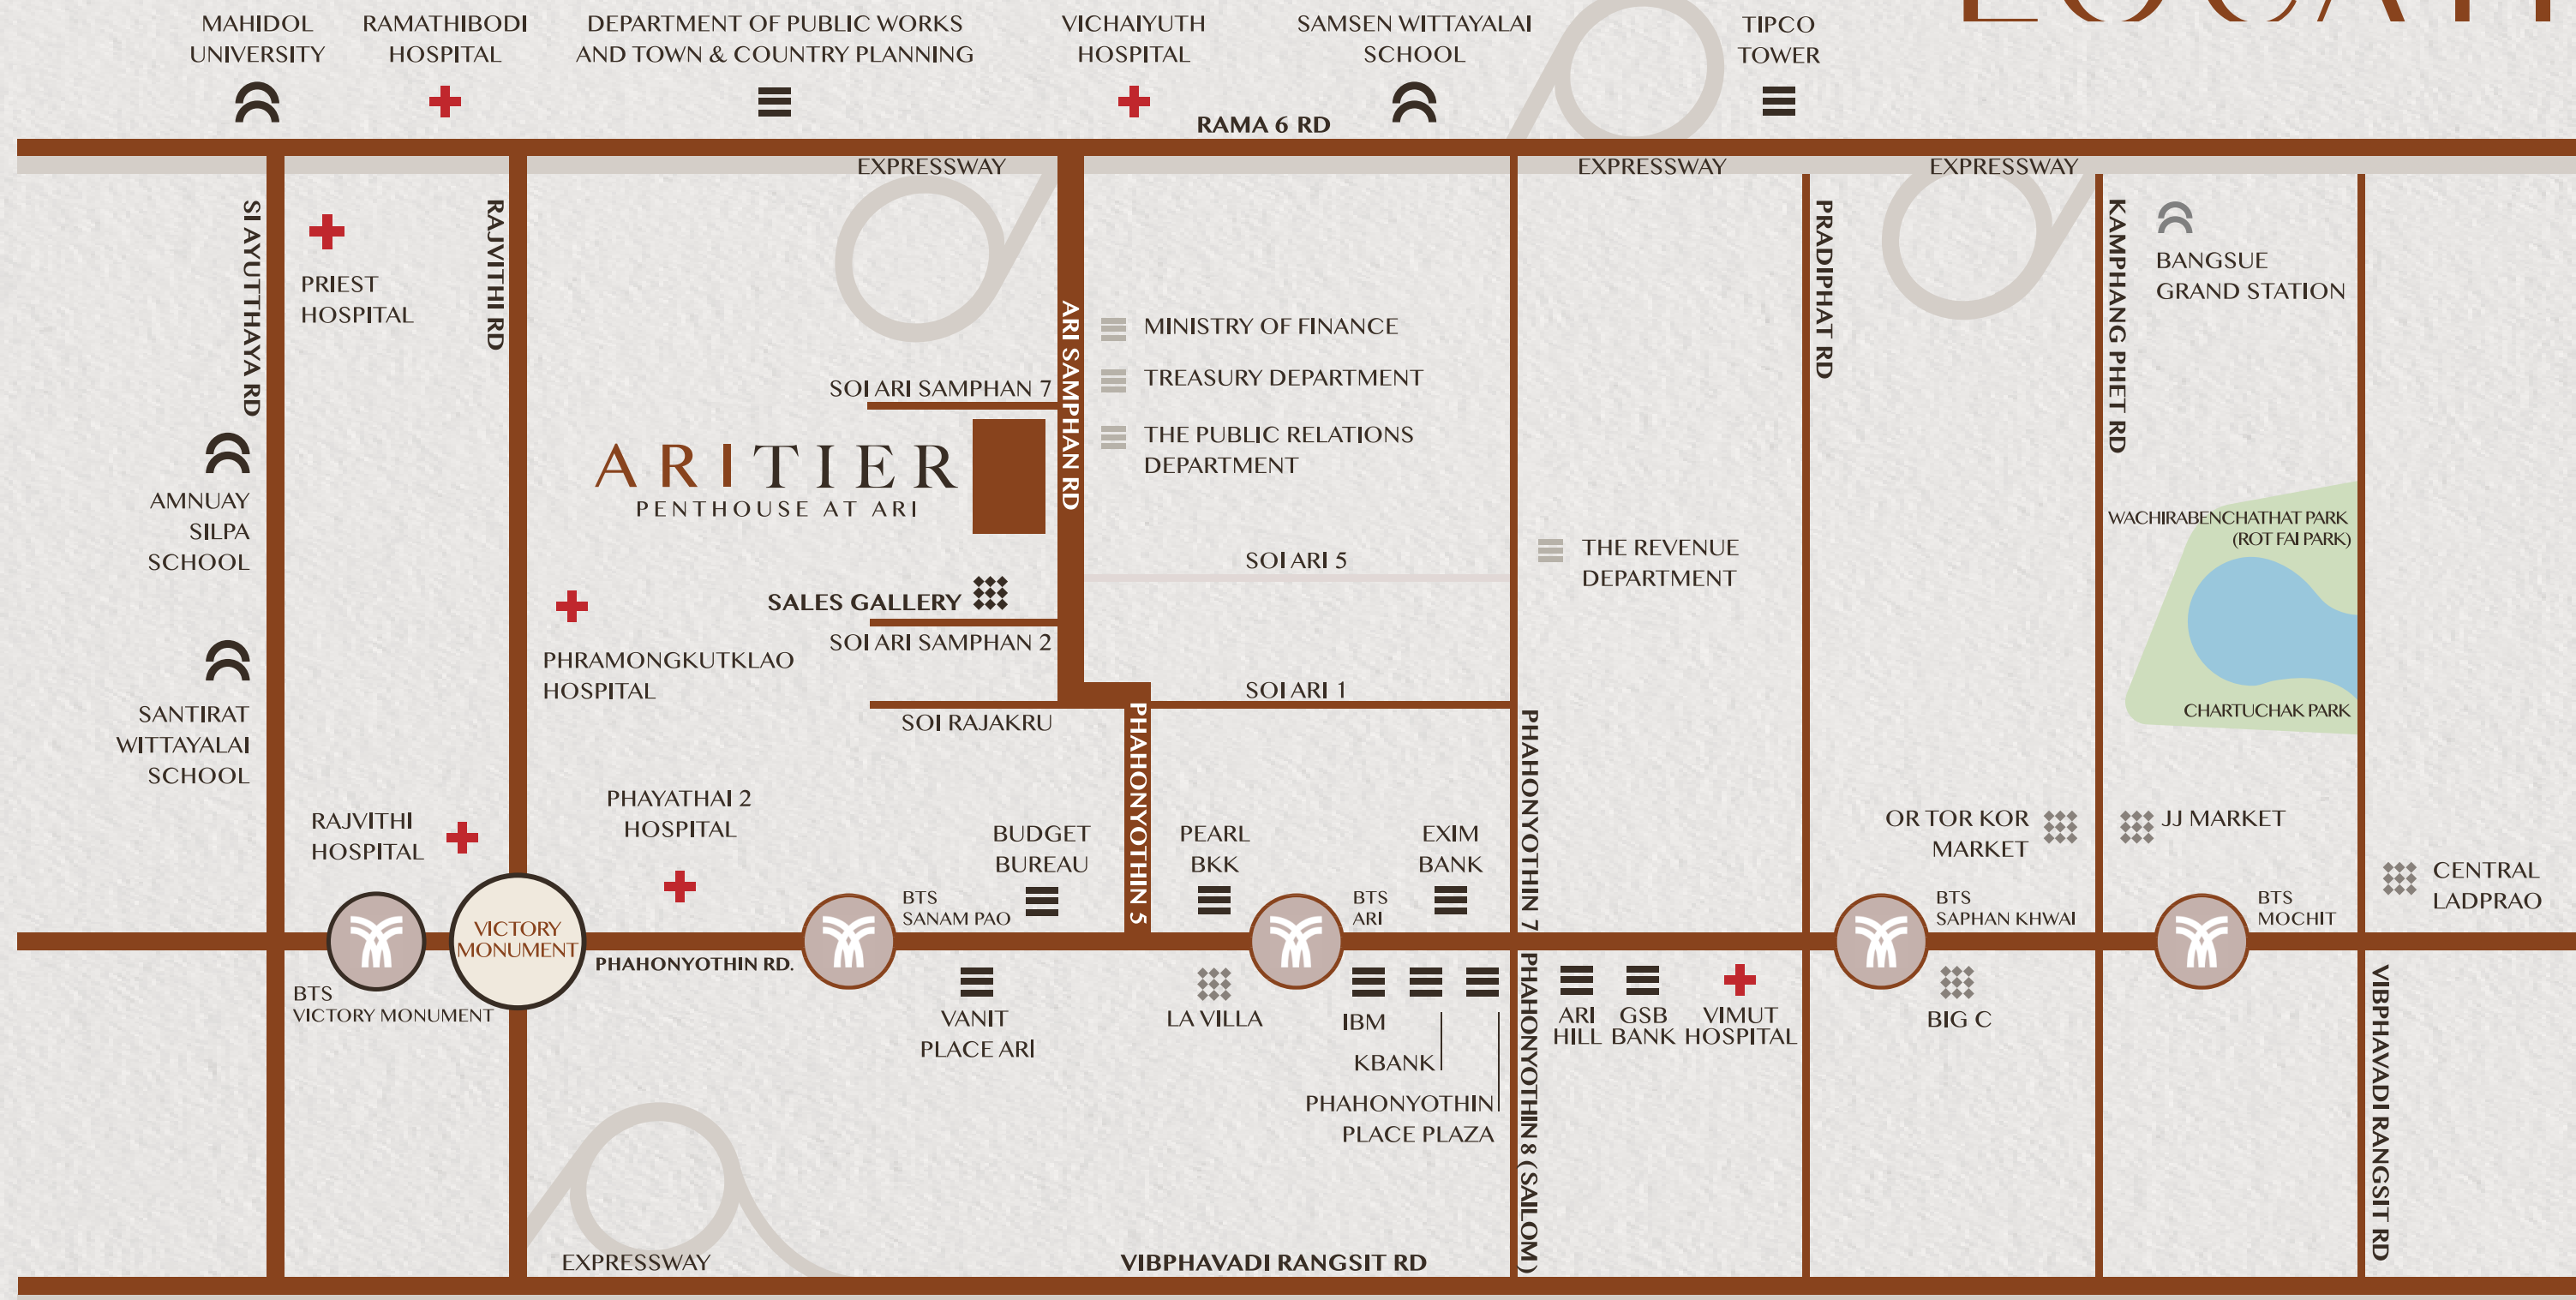 MAHIDOL
UNIVERSITY
RAMATHIBODI
HOSPITAL
DEPARTMENT OF PUBLIC WORKS
AND TOWN & COUNTRY PLANNING
VICHAIYUTH
HOSPITAL
SAMSEN WITTAYALAI
SCHOOL
TIPCO
TOWER
RAMA 6 RD
EXPRESSWAY
EXPRESSWAY
EXPRESSWAY
SI AYUTTHAYA RD
PRIEST
HOSPITAL
RAJVITHI RD
ARI SAMPHAN RD
MINISTRY OF FINANCE
TREASURY DEPARTMENT
THE PUBLIC RELATIONS
DEPARTMENT
PRADIPHAT RD
KAMPHANG PHET RD
BANGSUE
GRAND STATION
SOI ARI SAMPHAN 7
ARITIER
PENTHOUSE AT ARI
AMNUAY
SILPA
SCHOOL
SALES GALLERY
SOI ARI SAMPHAN 2
SOI ARI 5
THE REVENUE
DEPARTMENT
WACHIRABENCHATHAT PARK
(ROT FAI PARK)
CHARTUCHAK PARK
PHRAMONGKUTKLAO
HOSPITAL
SOI ARI 1
SOI RAJAKRU
SANTIRAT
WITTAYALAI
SCHOOL
PHAHONYOTHIN 5
PHAHONYOTHIN 7
RAJVITHI
HOSPITAL
PHAYATHAI 2
HOSPITAL
BUDGET
BUREAU
PEARL
BKK
EXIM
BANK
OR TOR KOR
MARKET
JJ MARKET
CENTRAL
LADPRAO
VICTORY
MONUMENT
BTS
SANAM PAO
BTS
ARI
BTS
SAPHAN KHWAI
BTS
MOCHIT
PHAHONYOTHIN RD.
BTS
VICTORY MONUMENT
VANIT
PLACE ARI
LA VILLA
IBM
KBANK
PHAHONYOTHIN
PLACE PLAZA
PHAHONYOTHIN 8 (SAILOM)
ARI
HILL
GSB
BANK
VIMUT
HOSPITAL
BIG C
VIBPHAVADI RANGSIT RD
EXPRESSWAY
VIBPHAVADI RANGSIT RD